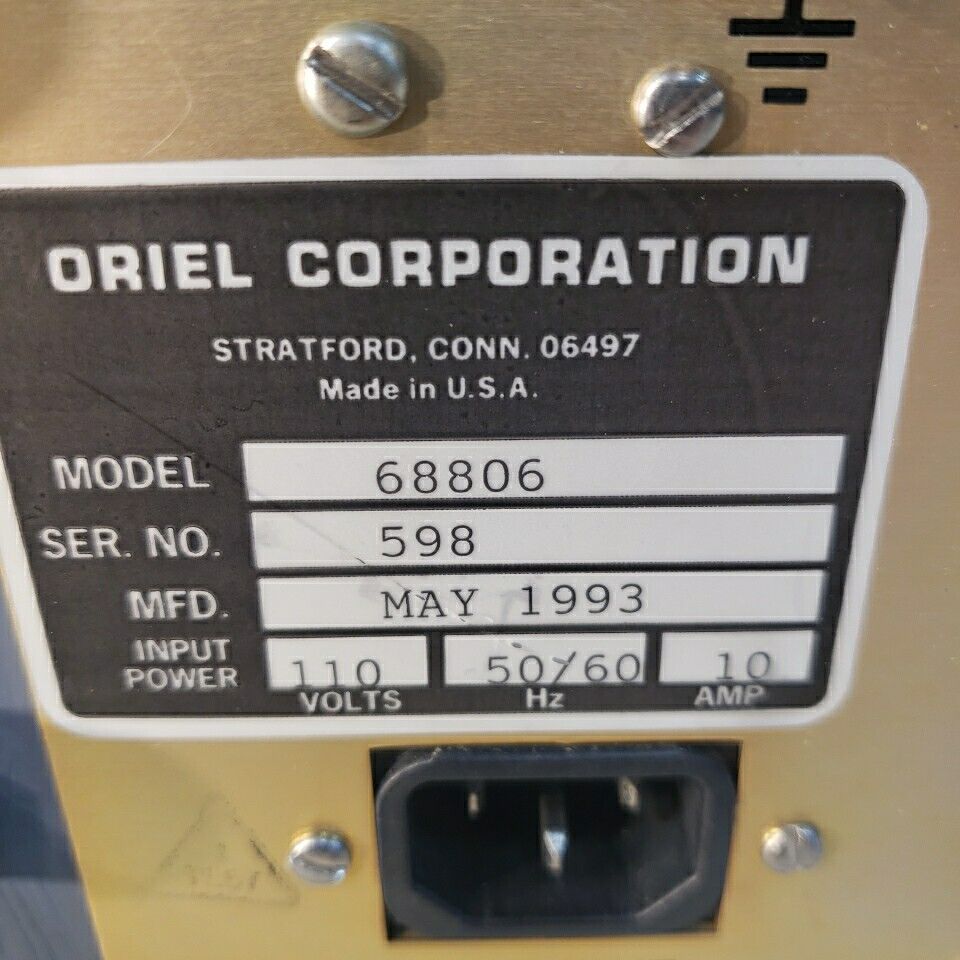 ORIEL CORPORATION
STRATFORD, CONN. 06497
Made in U.S.A.
MODEL 68806
SER. NO. 598
MFD. MAY 1993
INPUT POWER 110 VOLTS 50/60 Hz 10 AMP